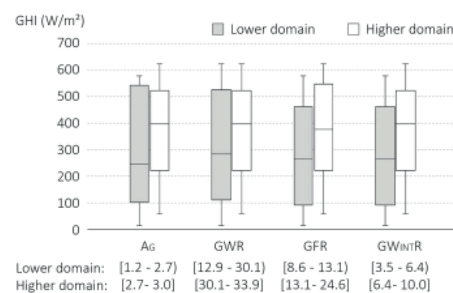 GHI (W/m²)
Lower domain Higher domain
700
600
500
400
300
200
100
0
AG GWR GFR GWINTR
Lower domain: [1.2 - 2.7) [12.9 - 30.1) [8.6 - 13.1) [3.5 - 6.4)
Higher domain: [2.7- 3.0] [30.1- 33.9] [13.1- 24.6] [6.4- 10.0]